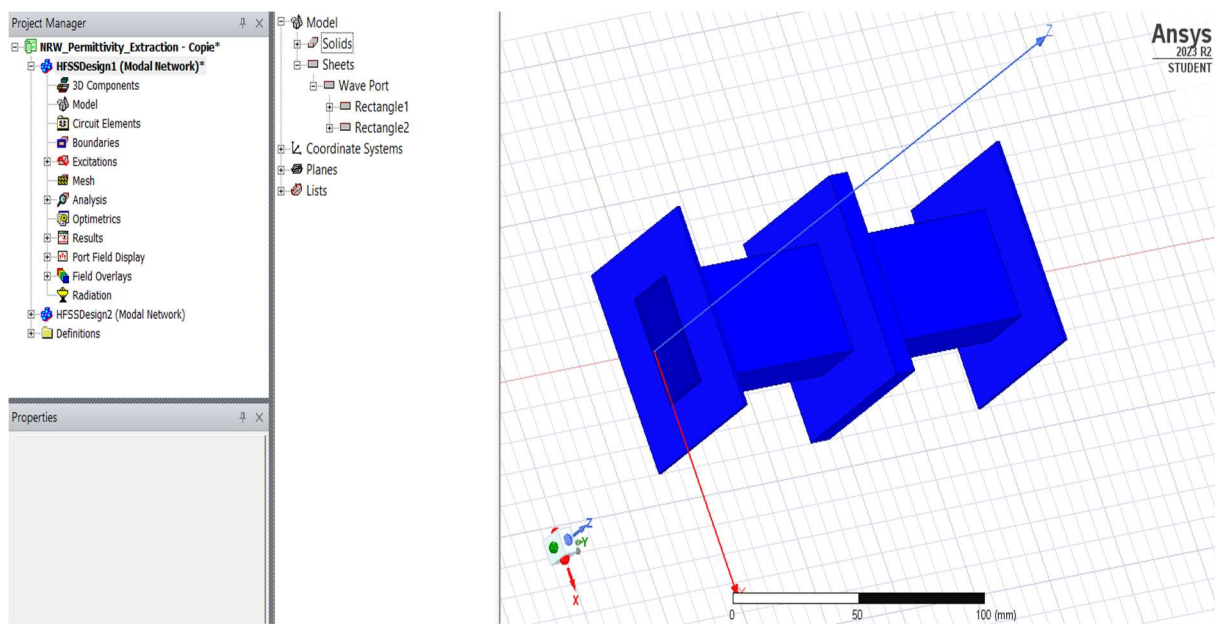 Project Manager
NRW_Permittivity_Extraction - Copie*
HFSSDesign1 (Modal Network)*
3D Components
Model
Circuit Elements
Boundaries
Excitations
Mesh
Analysis
Optimetrics
Results
Port Field Display
Field Overlays
Radiation
HFSSDesign2 (Modal Network)
Definitions
Properties
Model
Solids
Sheets
Wave Port
Rectangle1
Rectangle2
Coordinate Systems
Planes
Lists
Ansys
2023 R2
STUDENT
Z
Z
Y
X
0
50
100 (mm)